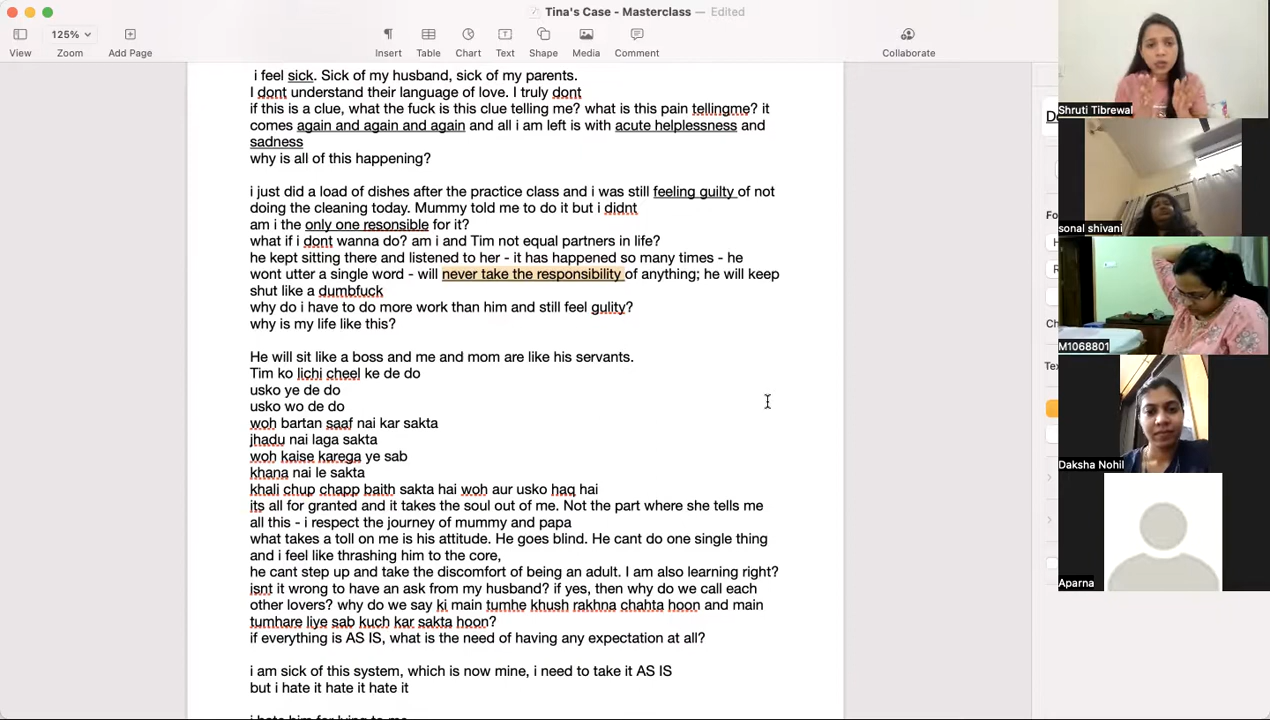 Tina's Case - Masterclass — Edited
125%
View
Zoom
Add Page
Insert
Table
Chart
Text
Shape
Media
Comment
Collaborate
i feel sick. Sick of my husband, sick of my parents.
I dont understand their language of love. I truly dont
if this is a clue, what the fuck is this clue telling me? what is this pain tellingme? it
comes again and again and again and all i am left is with acute helplessness and
sadness
why is all of this happening?
i just did a load of dishes after the practice class and i was still feeling guilty of not
doing the cleaning today. Mummy told me to do it but i didnt
am i the only one resonsible for it?
what if i dont wanna do? am i and Tim not equal partners in life?
he kept sitting there and listened to her - it has happened so many times - he
wont utter a single word - will never take the responsibility of anything; he will keep
shut like a dumbfuck
why do i have to do more work than him and still feel gulity?
why is my life like this?
He will sit like a boss and me and mom are like his servants.
Tim ko lichi cheel ke de do
usko ye de do
usko wo de do
woh bartan saaf nai kar sakta
jhadu nai laga sakta
woh kaise karega ye sab
khana nai le sakta
khali chup chapp baith sakta hai woh aur usko haq hai
its all for granted and it takes the soul out of me. Not the part where she tells me
all this - i respect the journey of mummy and papa
what takes a toll on me is his attitude. He goes blind. He cant do one single thing
and i feel like thrashing him to the core,
he cant step up and take the discomfort of being an adult. I am also learning right?
isnt it wrong to have an ask from my husband? if yes, then why do we call each
other lovers? why do we say ki main tumhe khush rakhna chahta hoon and main
tumhare liye sab kuch kar sakta hoon?
if everything is AS IS, what is the need of having any expectation at all?
i am sick of this system, which is now mine, i need to take it AS IS
but i hate it hate it hate it
i hate him for lying to me
Shruti Tibrewal
sonal shivani
M1068801
Daksha Nohil
Aparna